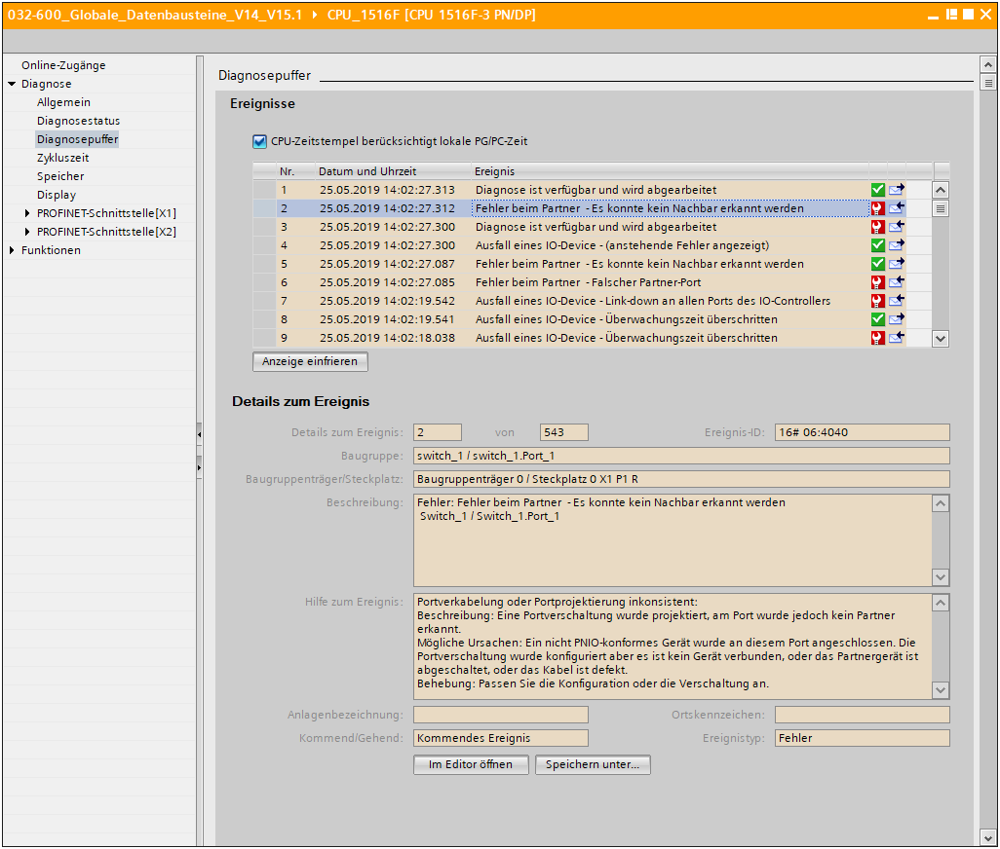 032-600_Globale_Datenbausteine_V14_V15.1 ▸ CPU_1516F [CPU 1516F-3 PN/DP]
Online-Zugänge
Diagnose
Allgemein
Diagnosestatus
Diagnosepuffer
Zykluszeit
Speicher
Display
PROFINET-Schnittstelle[X1]
PROFINET-Schnittstelle[X2]
Funktionen
Diagnosepuffer
Ereignisse
CPU-Zeitstempel berücksichtigt lokale PG/PC-Zeit
Nr. Datum und Uhrzeit Ereignis
1 25.05.2019 14:02:27.313 Diagnose ist verfügbar und wird abgearbeitet
2 25.05.2019 14:02:27.312 Fehler beim Partner - Es konnte kein Nachbar erkannt werden
3 25.05.2019 14:02:27.300 Diagnose ist verfügbar und wird abgearbeitet
4 25.05.2019 14:02:27.300 Ausfall eines IO-Device - (anstehende Fehler angezeigt)
5 25.05.2019 14:02:27.087 Fehler beim Partner - Es konnte kein Nachbar erkannt werden
6 25.05.2019 14:02:27.085 Fehler beim Partner - Falscher Partner-Port
7 25.05.2019 14:02:19.542 Ausfall eines IO-Device - Link-down an allen Ports des IO-Controllers
8 25.05.2019 14:02:19.541 Ausfall eines IO-Device - Überwachungszeit überschritten
9 25.05.2019 14:02:18.038 Ausfall eines IO-Device - Überwachungszeit überschritten
Anzeige einfrieren
Details zum Ereignis
Details zum Ereignis: 2 von 543 Ereignis-ID: 16# 06:4040
Baugruppe: switch_1 / switch_1.Port_1
Baugruppenträger/Steckplatz: Baugruppenträger 0 / Steckplatz 0 X1 P1 R
Beschreibung: Fehler: Fehler beim Partner - Es konnte kein Nachbar erkannt werden
Switch_1 / Switch_1.Port_1
Hilfe zum Ereignis: Portverkabelung oder Portprojektierung inkonsistent:
Beschreibung: Eine Portverschaltung wurde projektiert, am Port wurde jedoch kein Partner
erkannt.
Mögliche Ursachen: Ein nicht PNIO-konformes Gerät wurde an diesem Port angeschlossen. Die
Portverschaltung wurde konfiguriert aber es ist kein Gerät verbunden, oder das Partnergerät ist
abgeschaltet, oder das Kabel ist defekt.
Behebung: Passen Sie die Konfiguration oder die Verschaltung an.
Anlagenbezeichnung: Ortskennzeichen:
Kommend/Gehend: Kommendes Ereignis Ereignistyp: Fehler
Im Editor öffnen Speichern unter...